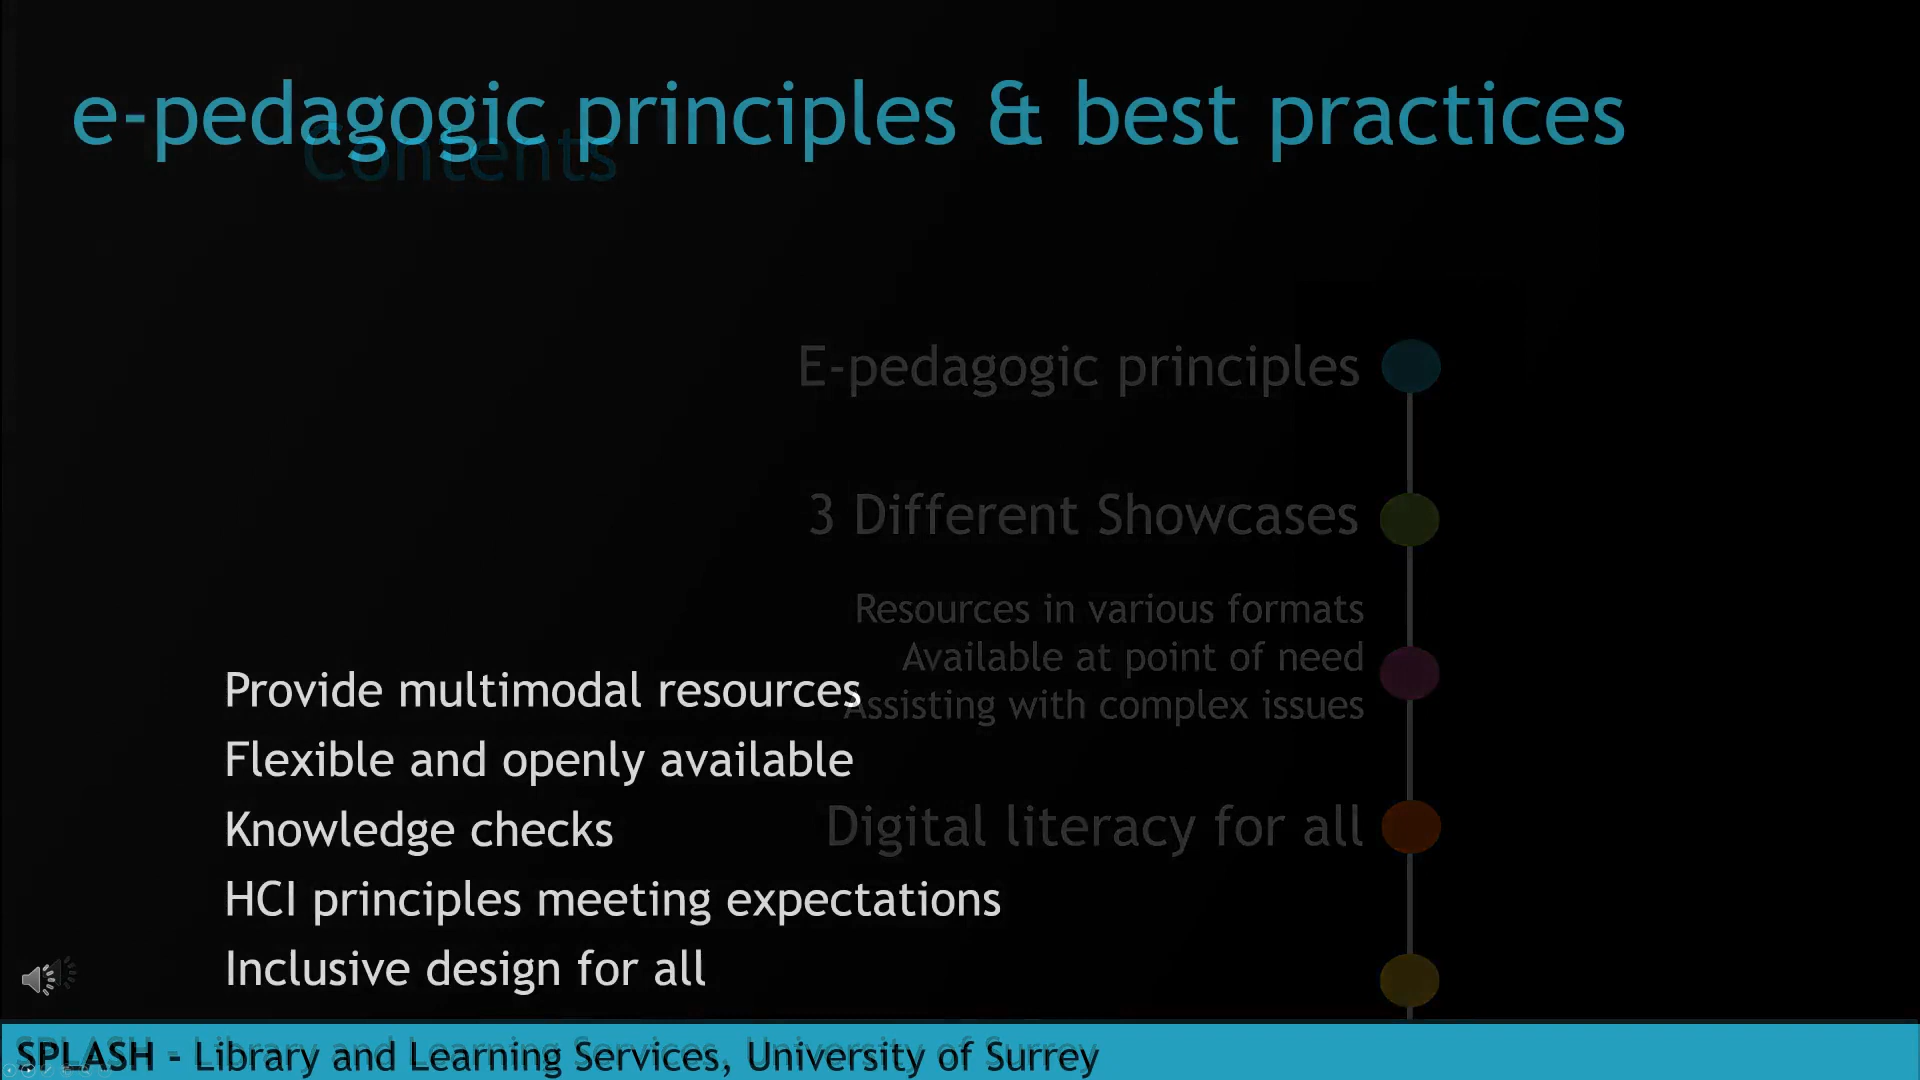 e-pedagogic principles & best practices
Contents
E-pedagogic principles
3 Different Showcases
Resources in various formats
Available at point of need
Assisting with complex issues
Digital literacy for all
Provide multimodal resources
Flexible and openly available
Knowledge checks
HCI principles meeting expectations
Inclusive design for all
SPLASH - Library and Learning Services, University of Surrey